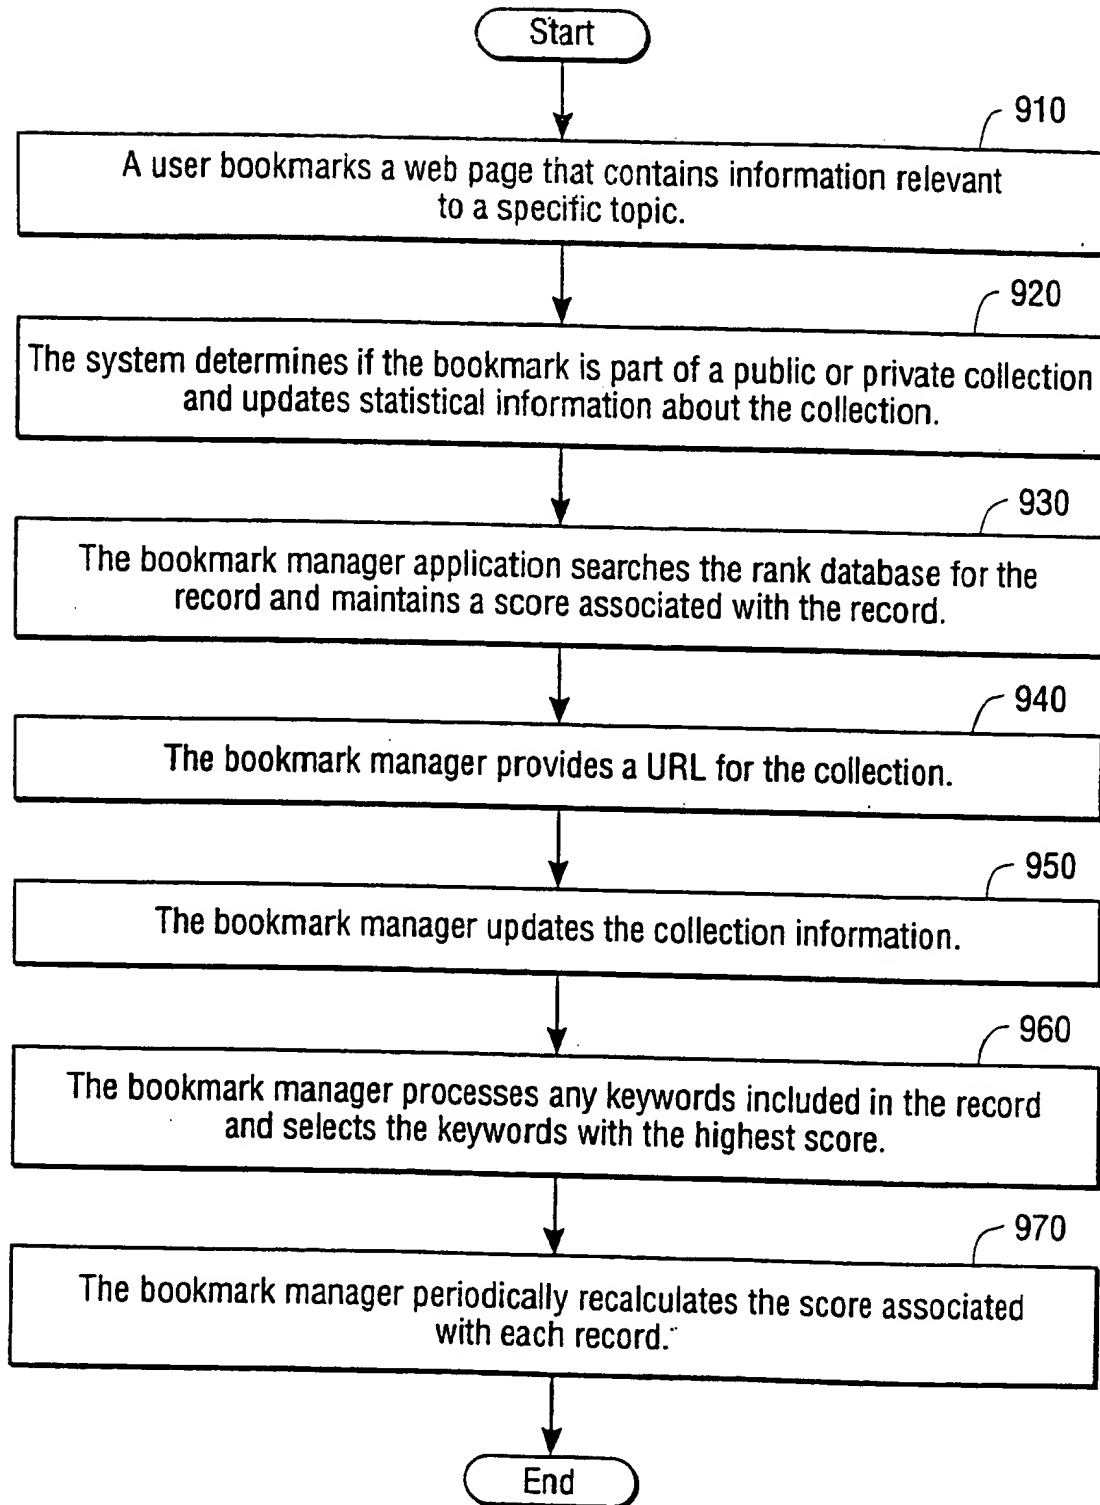 Start
910
A user bookmarks a web page that contains information relevant
to a specific topic.
920
The system determines if the bookmark is part of a public or private collection
and updates statistical information about the collection.
930
The bookmark manager application searches the rank database for the
record and maintains a score associated with the record.
940
The bookmark manager provides a URL for the collection.
950
The bookmark manager updates the collection information.
960
The bookmark manager processes any keywords included in the record
and selects the keywords with the highest score.
970
The bookmark manager periodically recalculates the score associated
with each record.
End